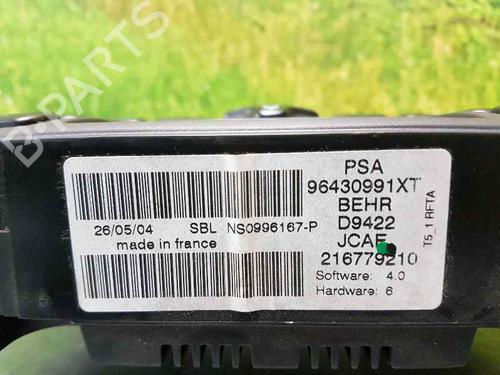 B-PARTS
PSA
96430991XT
BEHR
D9422
JCAE
216779210
Software: 4.0
Hardware: 6
T5_1 RFTA
26/05/04 SBL NS0996167-P
made in france